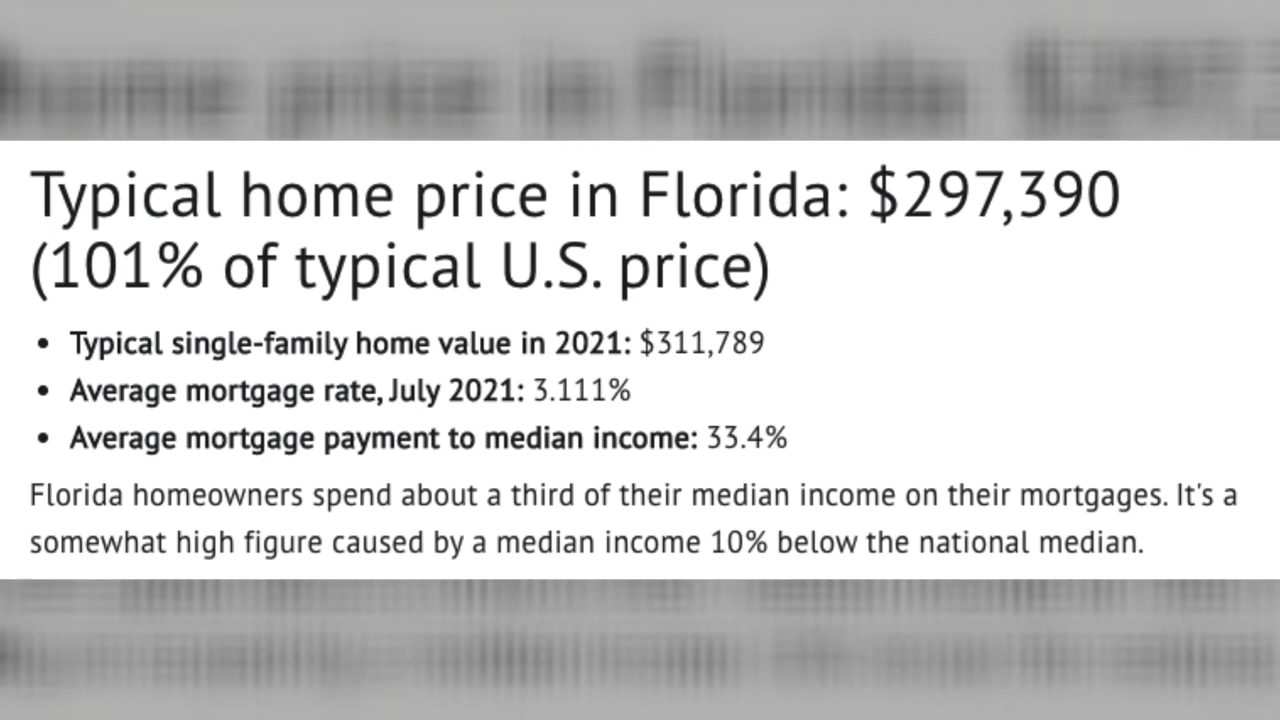 Typical home price in Florida: $297,390
(101% of typical U.S. price)
• Typical single-family home value in 2021: $311,789
• Average mortgage rate, July 2021: 3.111%
• Average mortgage payment to median income: 33.4%
Florida homeowners spend about a third of their median income on their mortgages. It's a
somewhat high figure caused by a median income 10% below the national median.